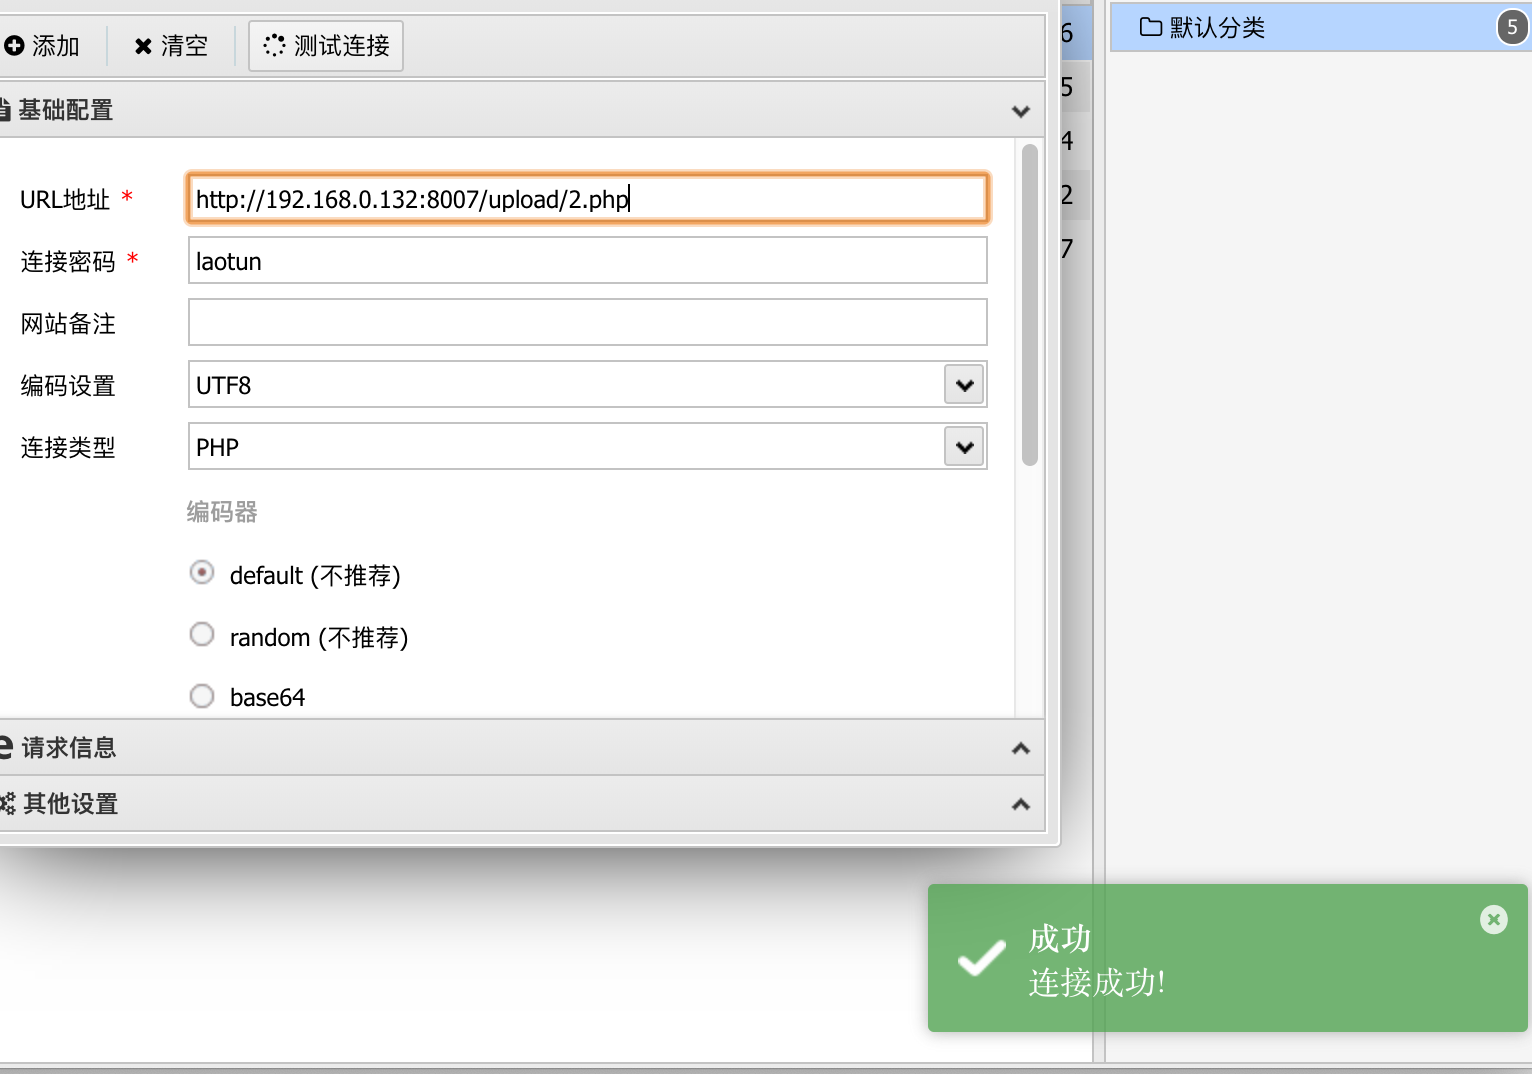 添加
清空
测试连接
基础配置
URL地址 *
http://192.168.0.132:8007/upload/2.php
连接密码 *
laotun
网站备注
编码设置
UTF8
连接类型
PHP
编码器
default (不推荐)
random (不推荐)
base64
请求信息
其他设置
6
5
4
2
7
默认分类
5
成功
连接成功!